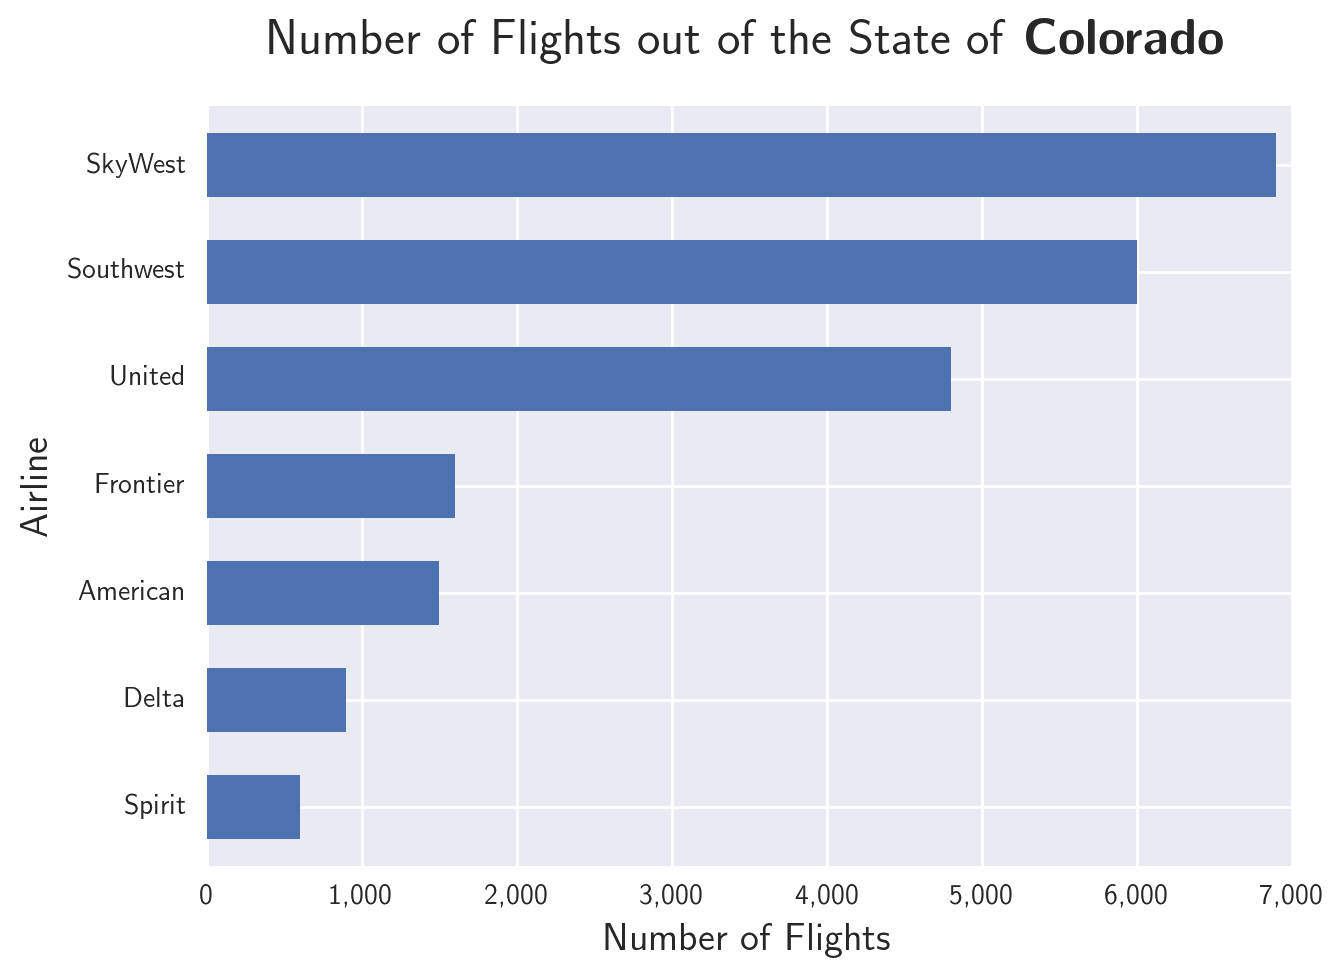 Number of Flights out of the State of Colorado
SkyWest
Southwest
United
Frontier
American
Delta
Spirit
Airline
0 1,000 2,000 3,000 4,000 5,000 6,000 7,000
Number of Flights